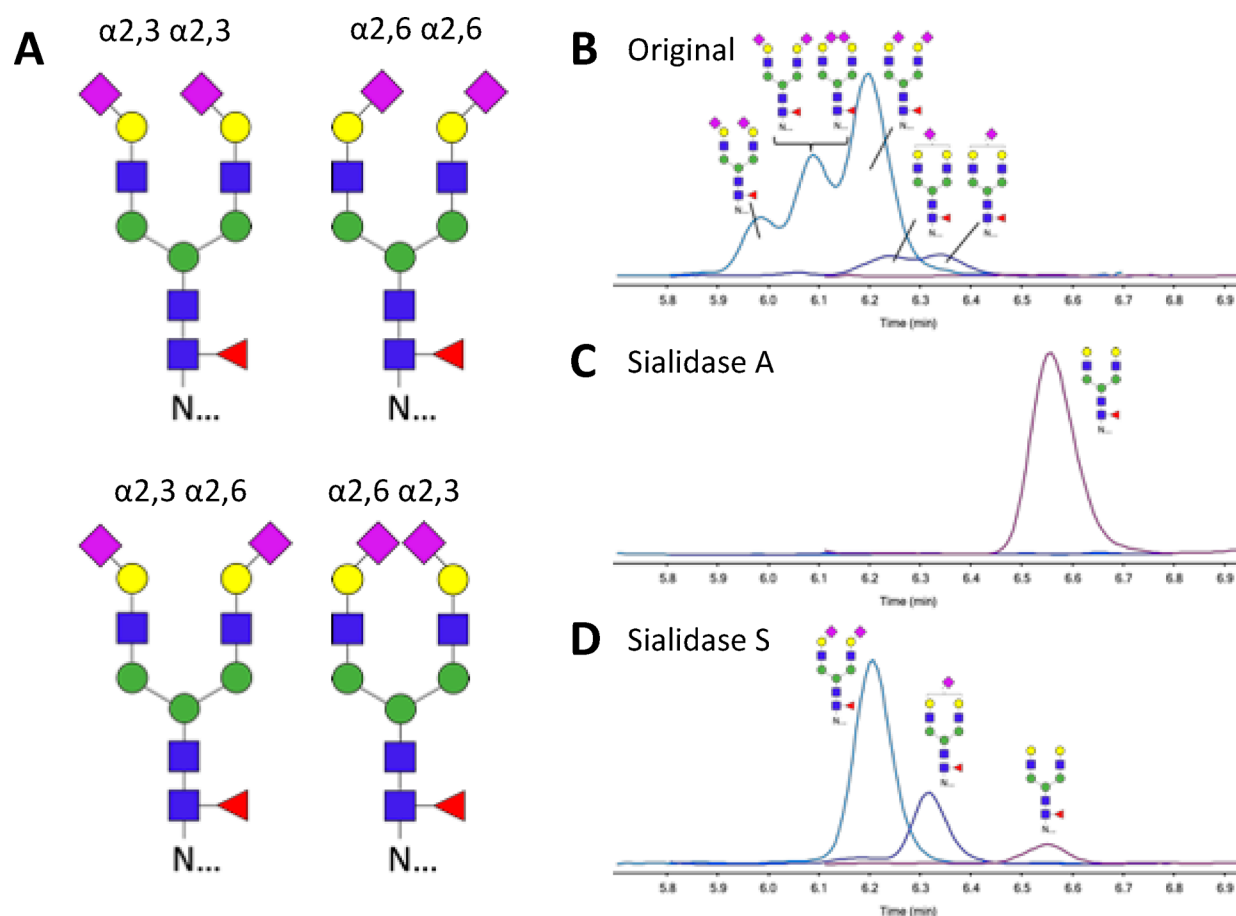 A
α2,3 α2,3
α2,6 α2,6
N...
N...
α2,3 α2,6
α2,6 α2,3
N...
N...
B Original
N...
N...
N...
N...
N...
N...
5.8 5.9 6.0 6.1 6.2 6.3 6.4 6.5 6.6 6.7 6.8 6.9
Time (min)
C Sialidase A
N...
5.8 5.9 6.0 6.1 6.2 6.3 6.4 6.5 6.6 6.7 6.8 6.9
Time (min)
D Sialidase S
N...
N...
N...
5.8 5.9 6.0 6.1 6.2 6.3 6.4 6.5 6.6 6.7 6.8 6.9
Time (min)